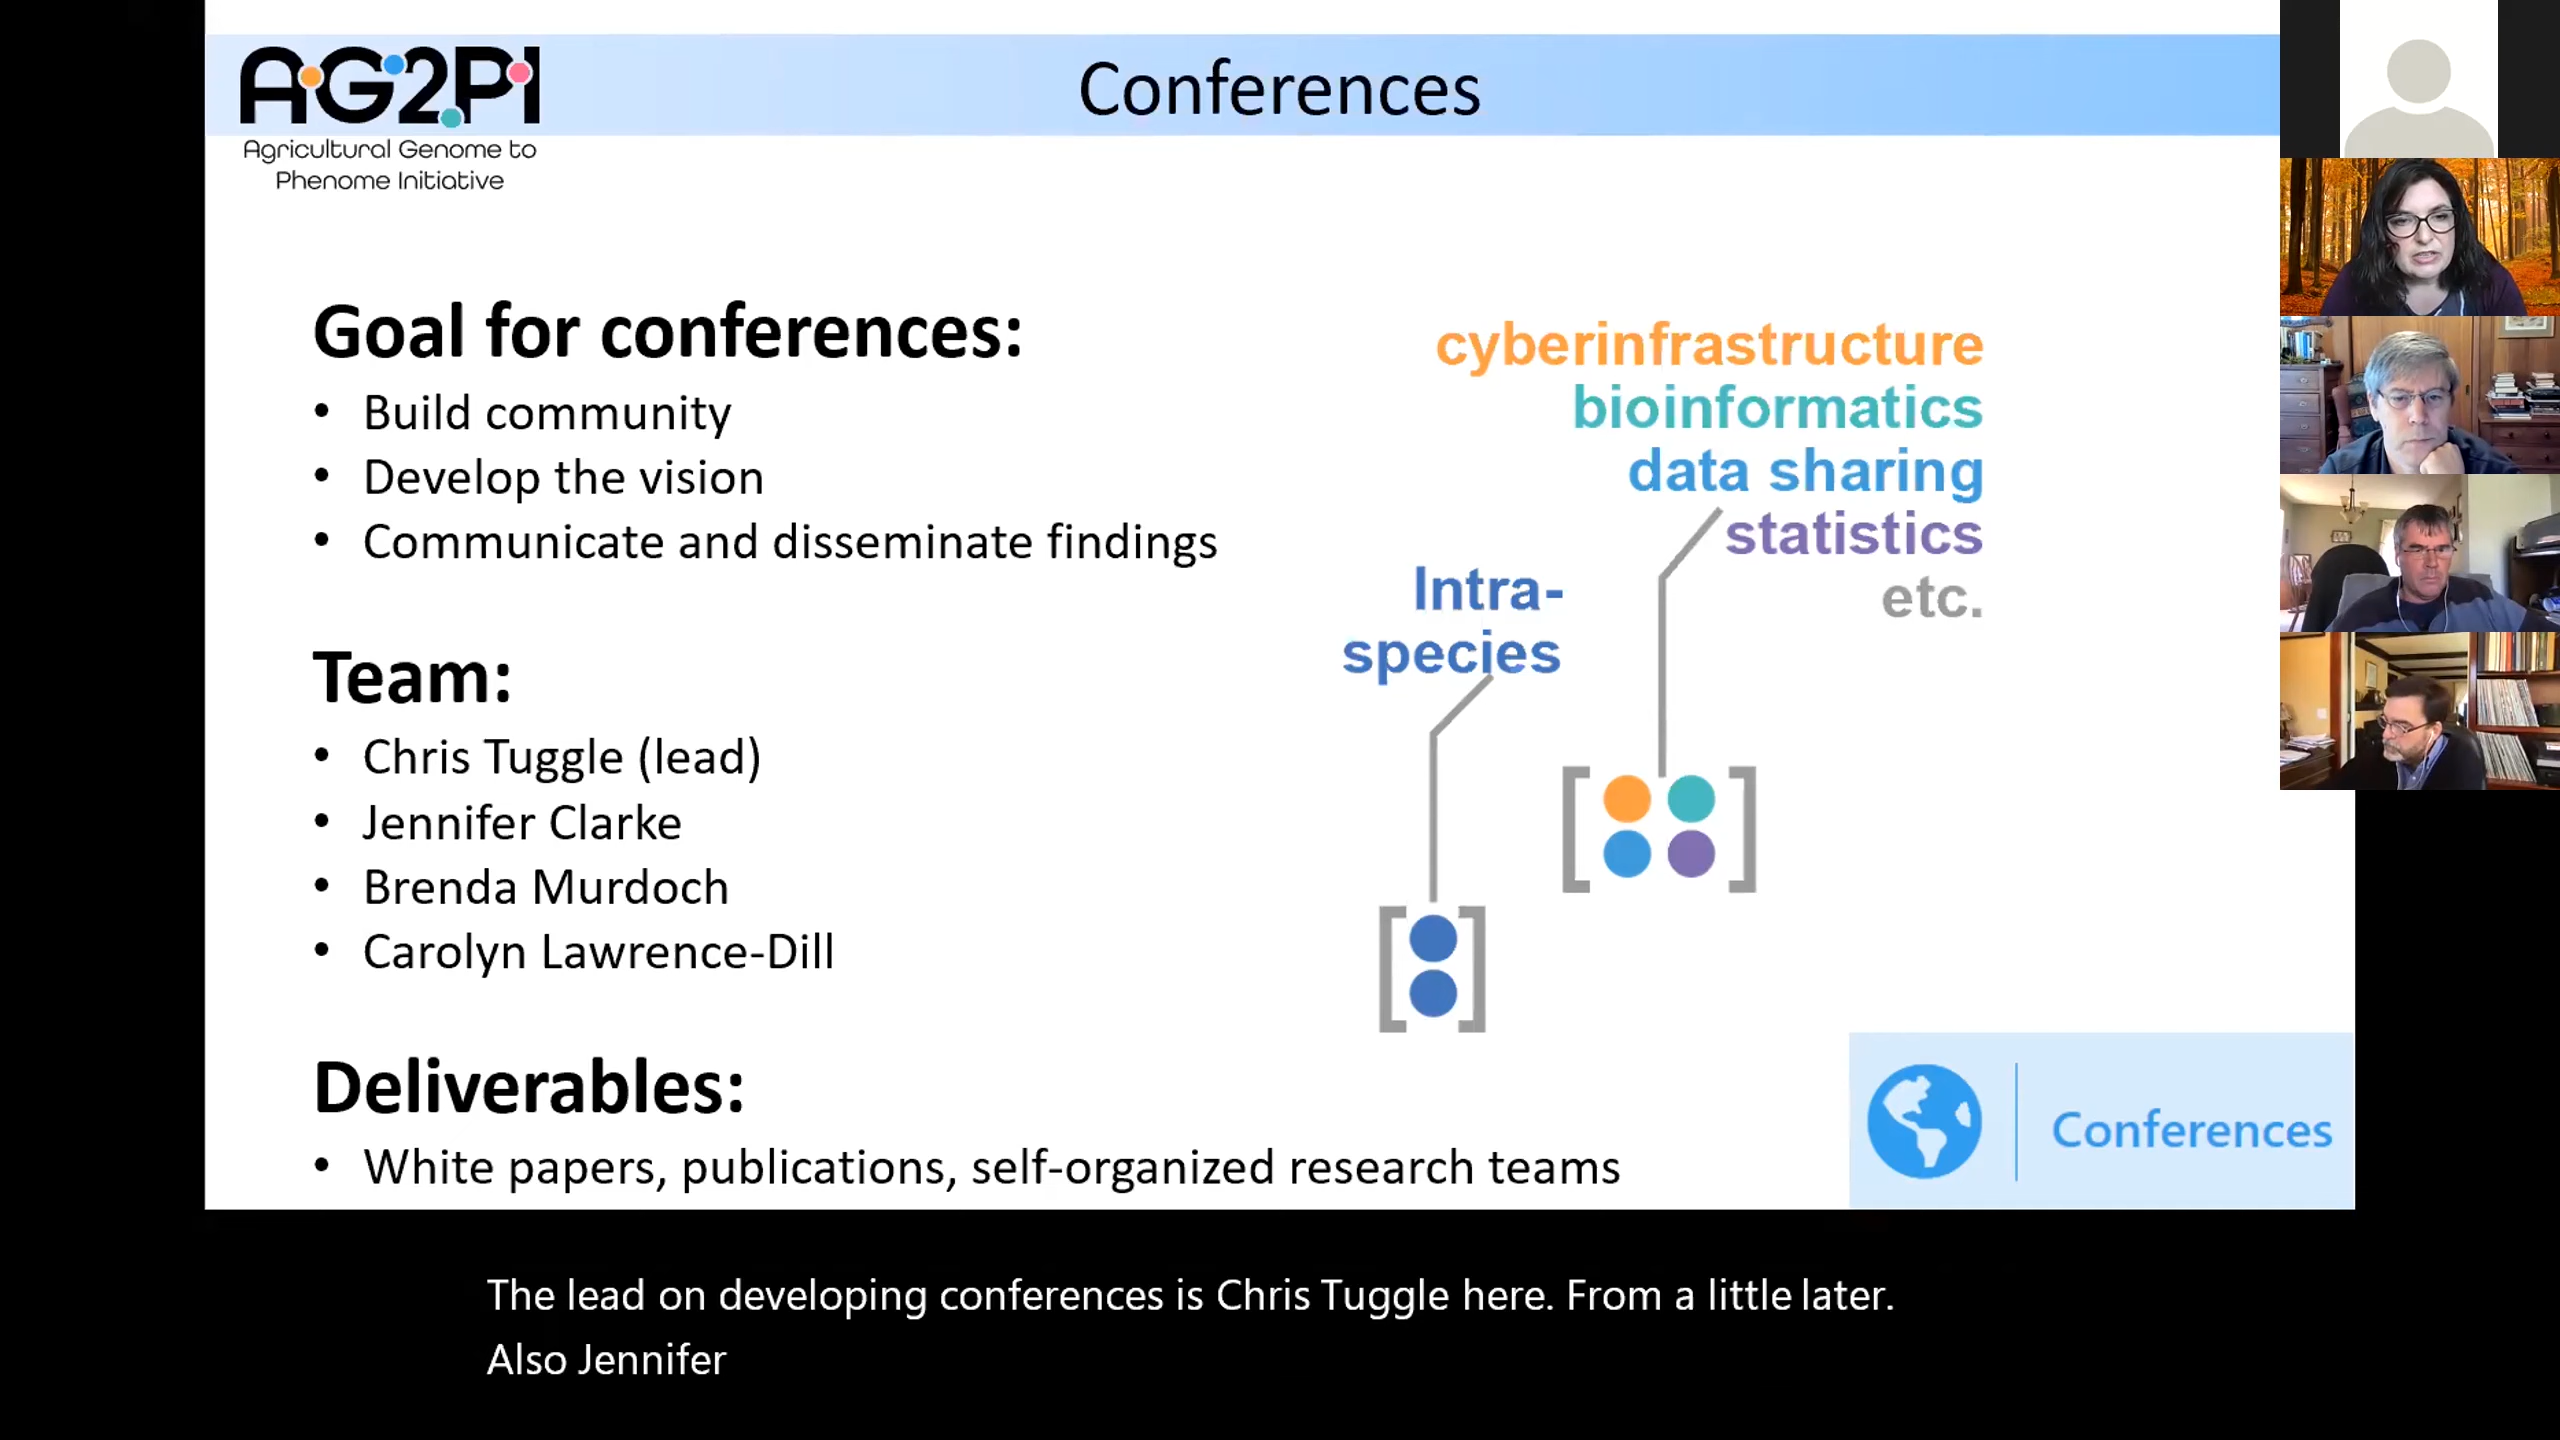 AG2PI
Agricultural Genome to
Phenome Initiative
Conferences
Goal for conferences:
• Build community
• Develop the vision
• Communicate and disseminate findings
Team:
• Chris Tuggle (lead)
• Jennifer Clarke
• Brenda Murdoch
• Carolyn Lawrence-Dill
Deliverables:
• White papers, publications, self-organized research teams
cyberinfrastructure
bioinformatics
data sharing
statistics
etc.
Intra-
species
Conferences
The lead on developing conferences is Chris Tuggle here. From a little later.
Also Jennifer